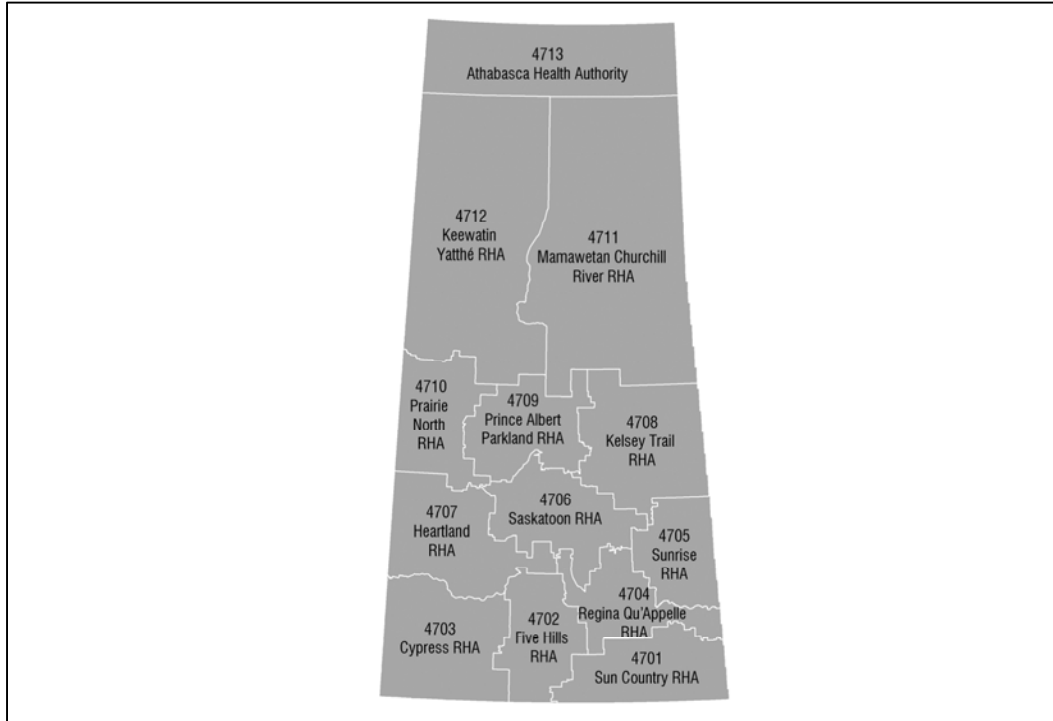 4713
Athabasca Health Authority
4712
Keewatin
Yatthé RHA
4711
Mamawetan Churchill
River RHA
4710
Prairie
North
RHA
4709
Prince Albert
Parkland RHA
4708
Kelsey Trail
RHA
4706
Saskatoon RHA
4707
Heartland
RHA
4705
Sunrise
RHA
4704
Regina Qu'Appelle
RHA
4703
Cypress RHA
4702
Five Hills
RHA
4701
Sun Country RHA